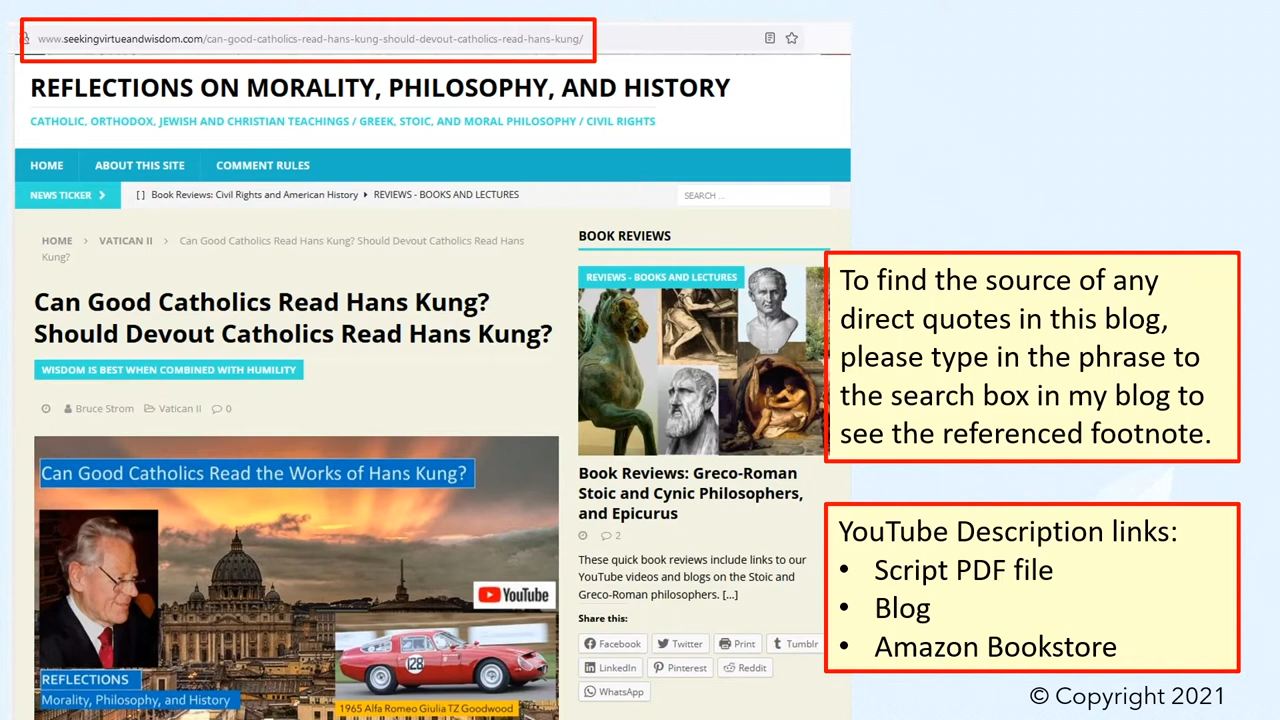 www.seekingvirtueandwisdom.com/can-good-catholics-read-hans-kung-should-devout-catholics-read-hans-kung/
REFLECTIONS ON MORALITY, PHILOSOPHY, AND HISTORY
CATHOLIC, ORTHODOX, JEWISH AND CHRISTIAN TEACHINGS / GREEK, STOIC, AND MORAL PHILOSOPHY / CIVIL RIGHTS
HOME ABOUT THIS SITE COMMENT RULES
NEWS TICKER [ ] Book Reviews: Civil Rights and American History REVIEWS - BOOKS AND LECTURES SEARCH ...
HOME > VATICAN II > Can Good Catholics Read Hans Kung? Should Devout Catholics Read Hans
Kung?
Can Good Catholics Read Hans Kung?
Should Devout Catholics Read Hans Kung?
WISDOM IS BEST WHEN COMBINED WITH HUMILITY
Bruce Strom Vatican II 0
Can Good Catholics Read the Works of Hans Kung?
YouTube
128
REFLECTIONS
Morality, Philosophy, and History
1965 Alfa Romeo Giulia TZ Goodwood
BOOK REVIEWS
REVIEWS - BOOKS AND LECTURES
Book Reviews: Greco-Roman
Stoic and Cynic Philosophers,
and Epicurus
2
These quick book reviews include links to our
YouTube videos and blogs on the Stoic and
Greco-Roman philosophers. [...]
Share this:
Facebook Twitter Print Tumblr
LinkedIn Pinterest Reddit
WhatsApp
To find the source of any
direct quotes in this blog,
please type in the phrase to
the search box in my blog to
see the referenced footnote.
YouTube Description links:
• Script PDF file
• Blog
• Amazon Bookstore
© Copyright 2021